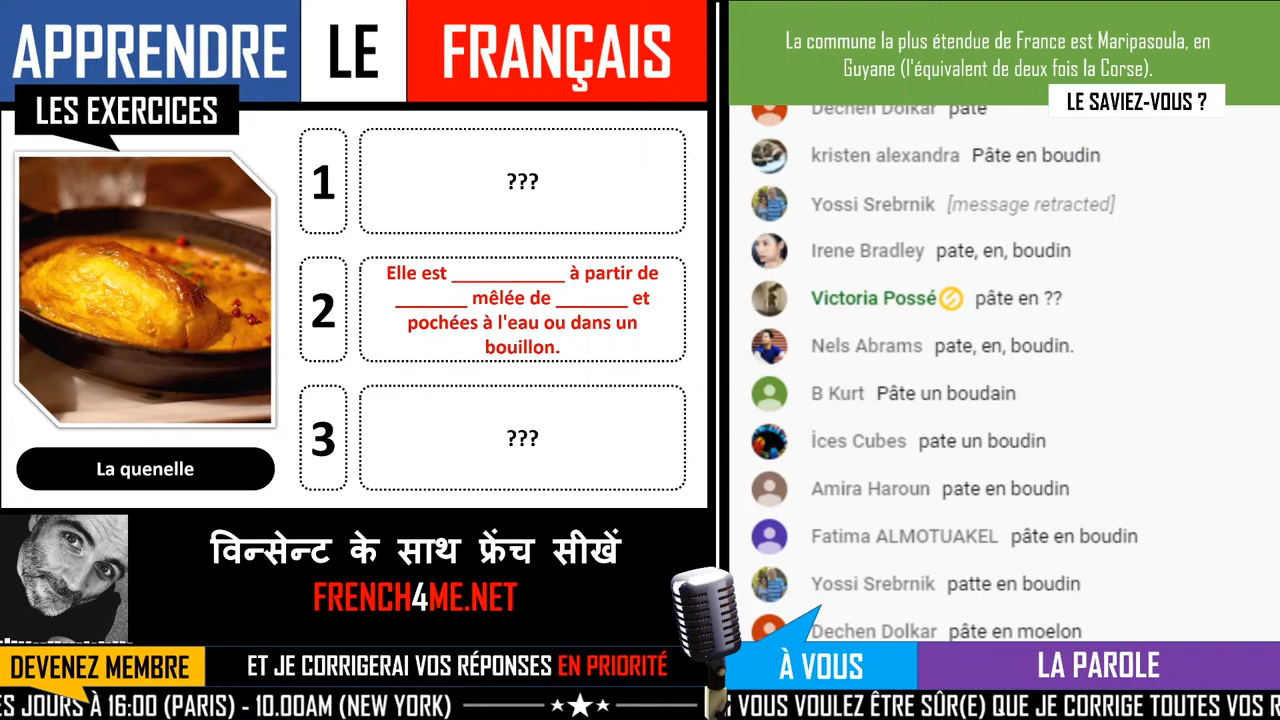 APPRENDRE LE FRANÇAIS
LES EXERCICES
1
???
2
Elle est ___________ à partir de
_______ mêlée de _______ et
pochées à l'eau ou dans un
bouillon.
3
???
La quenelle
विन्सेन्ट के साथ फ्रेंच सीखें
FRENCH4ME.NET
DEVENEZ MEMBRE
ET JE CORRIGERAI VOS RÉPONSES EN PRIORITÉ
La commune la plus étendue de France est Maripasoula, en
Guyane (l'équivalent de deux fois la Corse).
LE SAVIEZ-VOUS ?
Dechen Dolkar pate
kristen alexandra Pâte en boudin
Yossi Srebrnik [message retracted]
Irene Bradley pate, en, boudin
Victoria Possé pâte en ??
Nels Abrams pate, en, boudin.
B Kurt Pâte un boudain
İces Cubes pate un boudin
Amira Haroun pate en boudin
Fatima ALMOTUAKEL pâte en boudin
Yossi Srebrnik patte en boudin
Dechen Dolkar pâte en moelon
À VOUS
LA PAROLE
ES JOURS À 16:00 (PARIS) - 10.00AM (NEW YORK)
VOUS VOULEZ ÊTRE SÛR(E) QUE JE CORRIGE TOUTES VOS